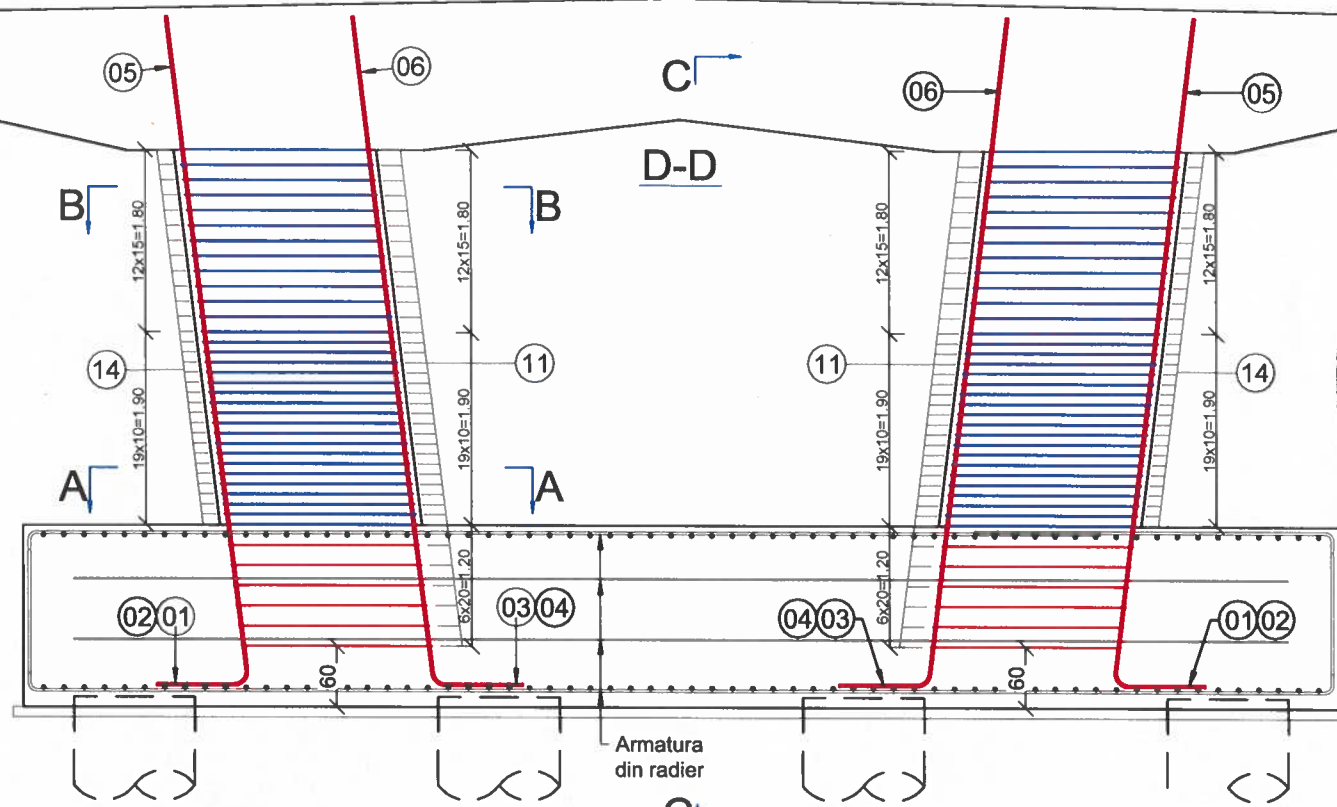 05
06
C
06
05
D-D
B
B
12x15=1.80
12x15=1.80
12x15=1.80
12x15=1.80
14
11
11
14
19x10=1.90
19x10=1.90
19x10=1.90
19x10=1.90
A
A
6x20=1.20
6x20=1.20
02 01
03 04
04 03
01 02
60
60
Armatura
din radier